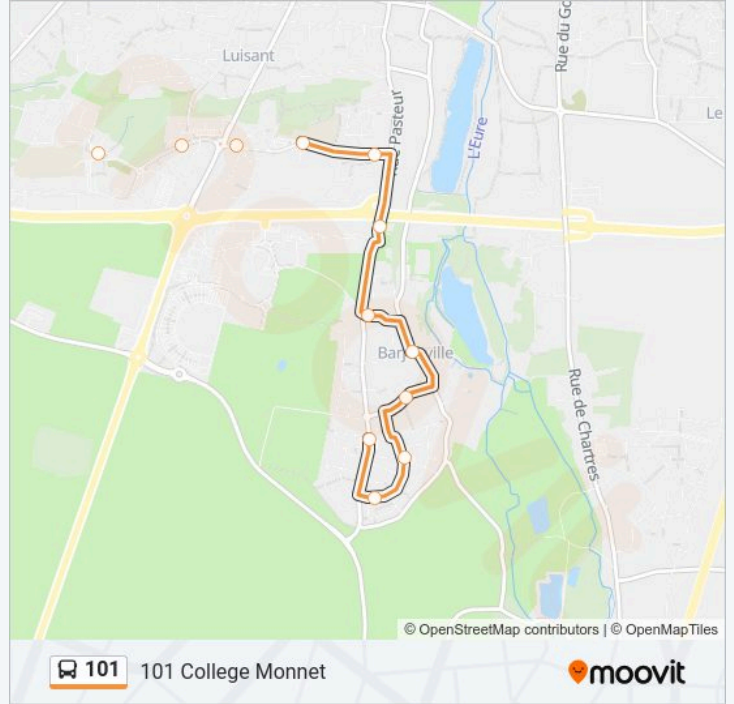 Luisant
Rue du Go
Le
Rue Pasteur
L'Eure
Barjouville
Rue de Chartres
© OpenStreetMap contributors | © OpenMapTiles
101
101 College Monnet
moovit